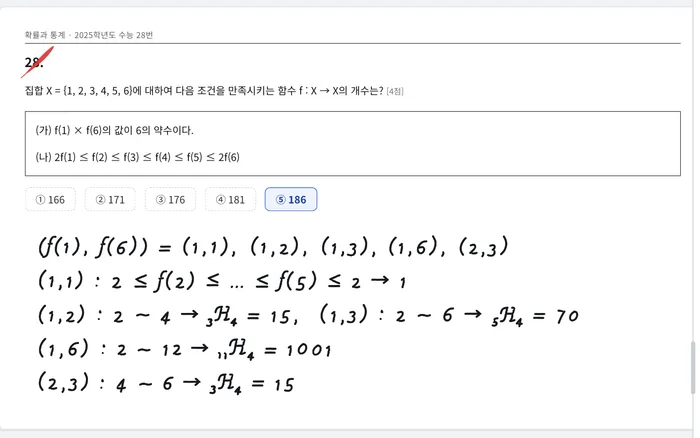 확률과 통계 · 2025학년도 수능 28번
28.
집합 X = {1, 2, 3, 4, 5, 6}에 대하여 다음 조건을 만족시키는 함수 f : X → X의 개수는? [4점]
(가) f(1) × f(6)의 값이 6의 약수이다.
(나) 2f(1) ≤ f(2) ≤ f(3) ≤ f(4) ≤ f(5) ≤ 2f(6)
① 166 ② 171 ③ 176 ④ 181 ⑤ 186
(f(1), f(6)) = (1,1), (1,2), (1,3), (1,6), (2,3)
(1,1) : 2 ≤ f(2) ≤ ... ≤ f(5) ≤ 2 → 1
(1,2) : 2 ~ 4 → ₃H₄ = 15, (1,3) : 2 ~ 6 → ₅H₄ = 70
(1,6) : 2 ~ 12 → ₁₁H₄ = 1001
(2,3) : 4 ~ 6 → ₃H₄ = 15